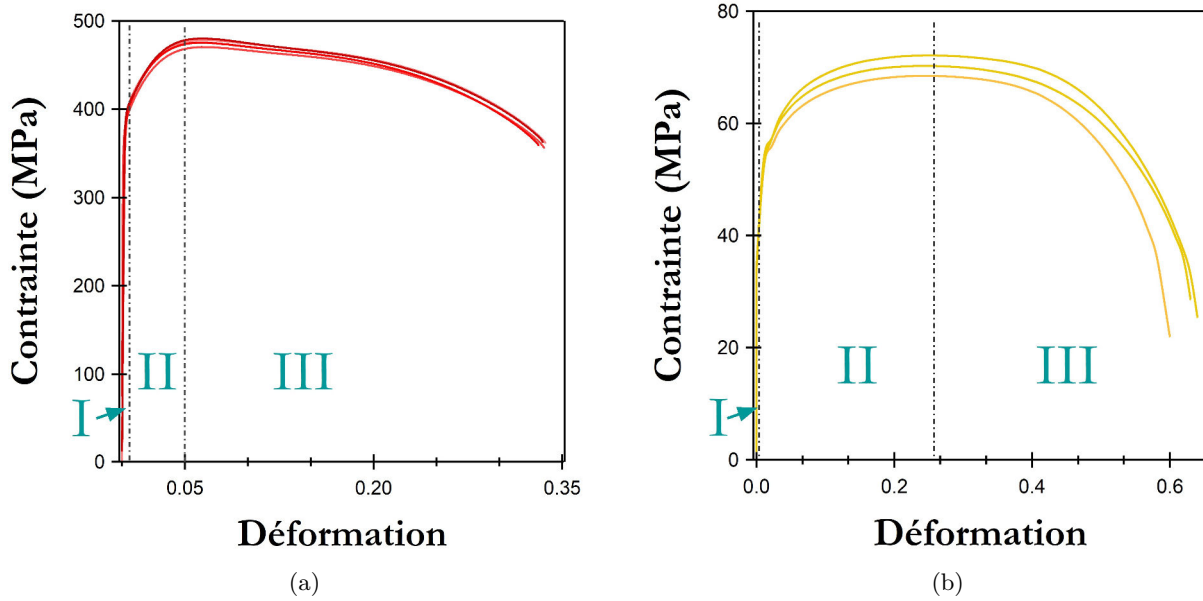 500
400
300
200
100
0
Contrainte (MPa)
I
II
III
0.05
0.20
0.35
Déformation
(a)
80
60
40
20
0
Contrainte (MPa)
I
II
III
0.0
0.2
0.4
0.6
Déformation
(b)